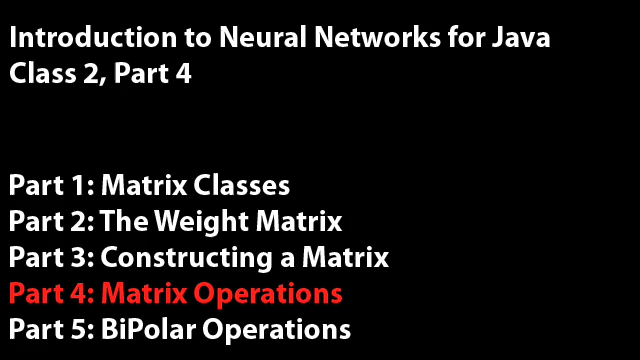 Introduction to Neural Networks for Java
Class 2, Part 4
Part 1: Matrix Classes
Part 2: The Weight Matrix
Part 3: Constructing a Matrix
Part 4: Matrix Operations
Part 5: BiPolar Operations